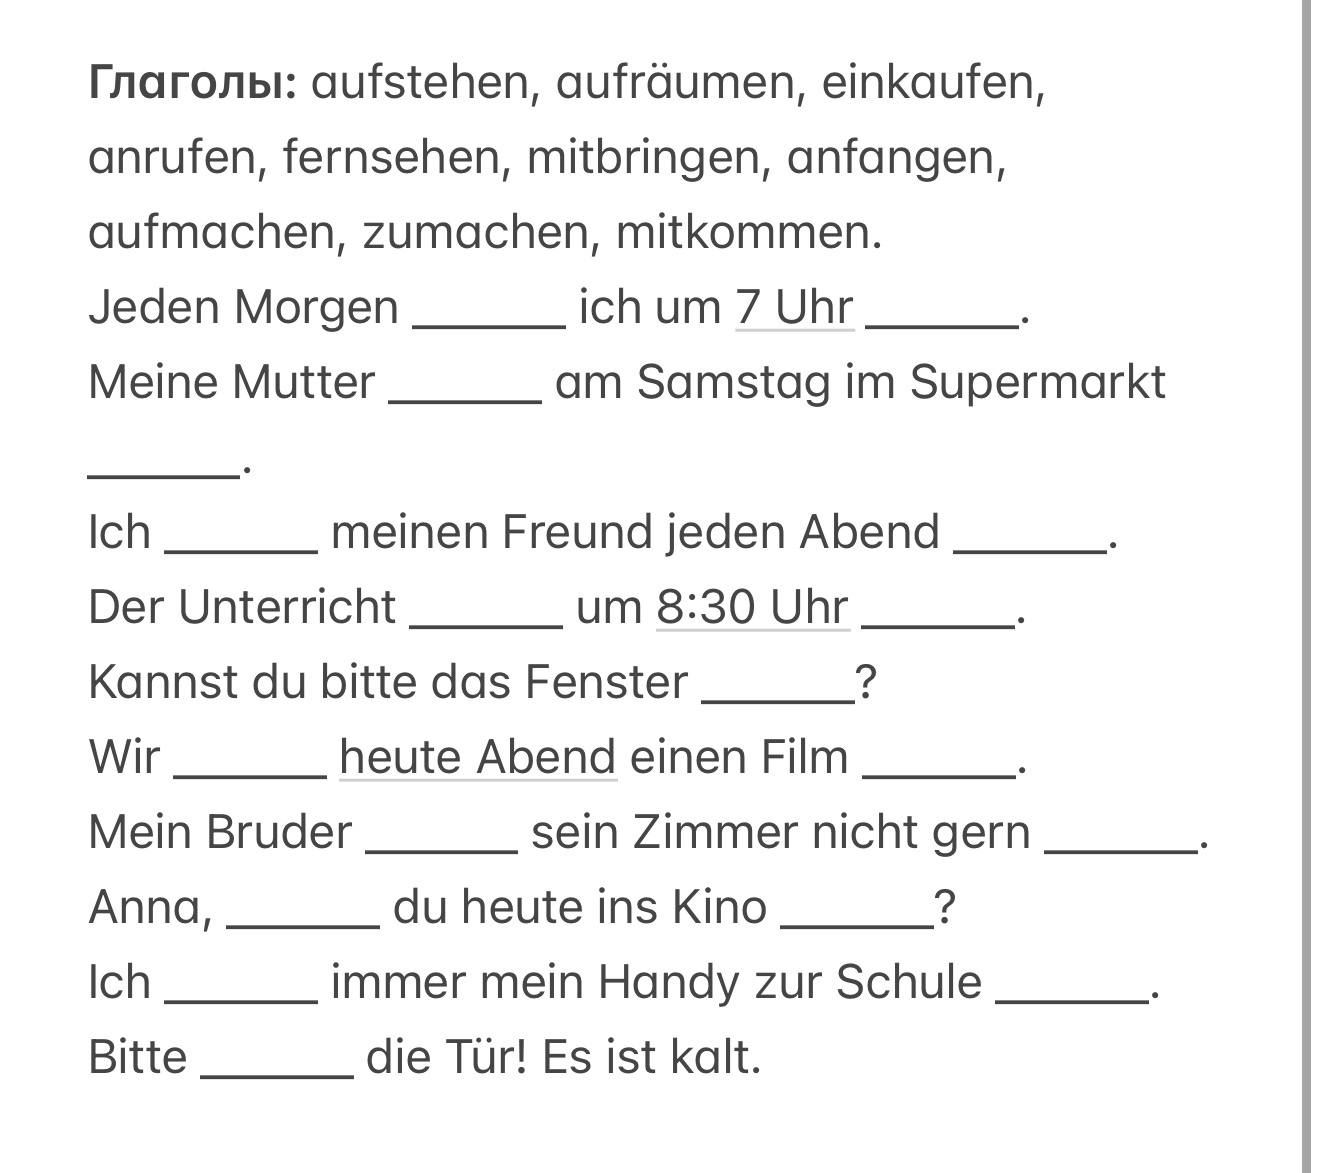 Глаголы: aufstehen, aufräumen, einkaufen,
anrufen, fernsehen, mitbringen, anfangen,
aufmachen, zumachen, mitkommen.
Jeden Morgen ______ ich um 7 Uhr ______.
Meine Mutter ______ am Samstag im Supermarkt
______.
Ich ______ meinen Freund jeden Abend ______.
Der Unterricht ______ um 8:30 Uhr ______.
Kannst du bitte das Fenster ______?
Wir ______ heute Abend einen Film ______.
Mein Bruder ______ sein Zimmer nicht gern ______.
Anna, ______ du heute ins Kino ______?
Ich ______ immer mein Handy zur Schule ______.
Bitte ______ die Tür! Es ist kalt.